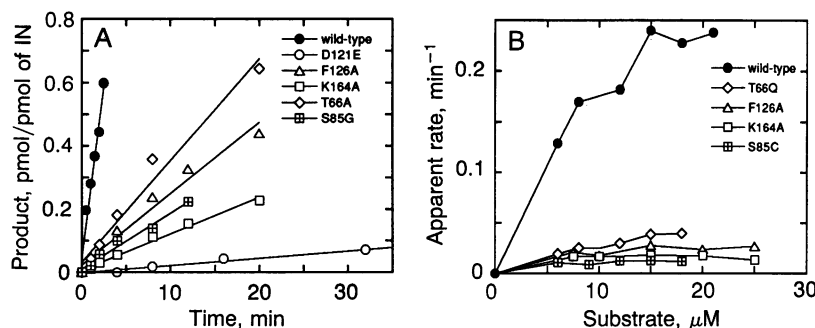 A
wild-type
D121E
F126A
K164A
T66A
S85G
Product, pmol/pmol of IN
0.8
0.6
0.4
0.2
0
0 10 20 30
Time, min
B
wild-type
T66Q
F126A
K164A
S85C
Apparent rate, min−1
0.2
0.1
0
0 10 20 30
Substrate, μM